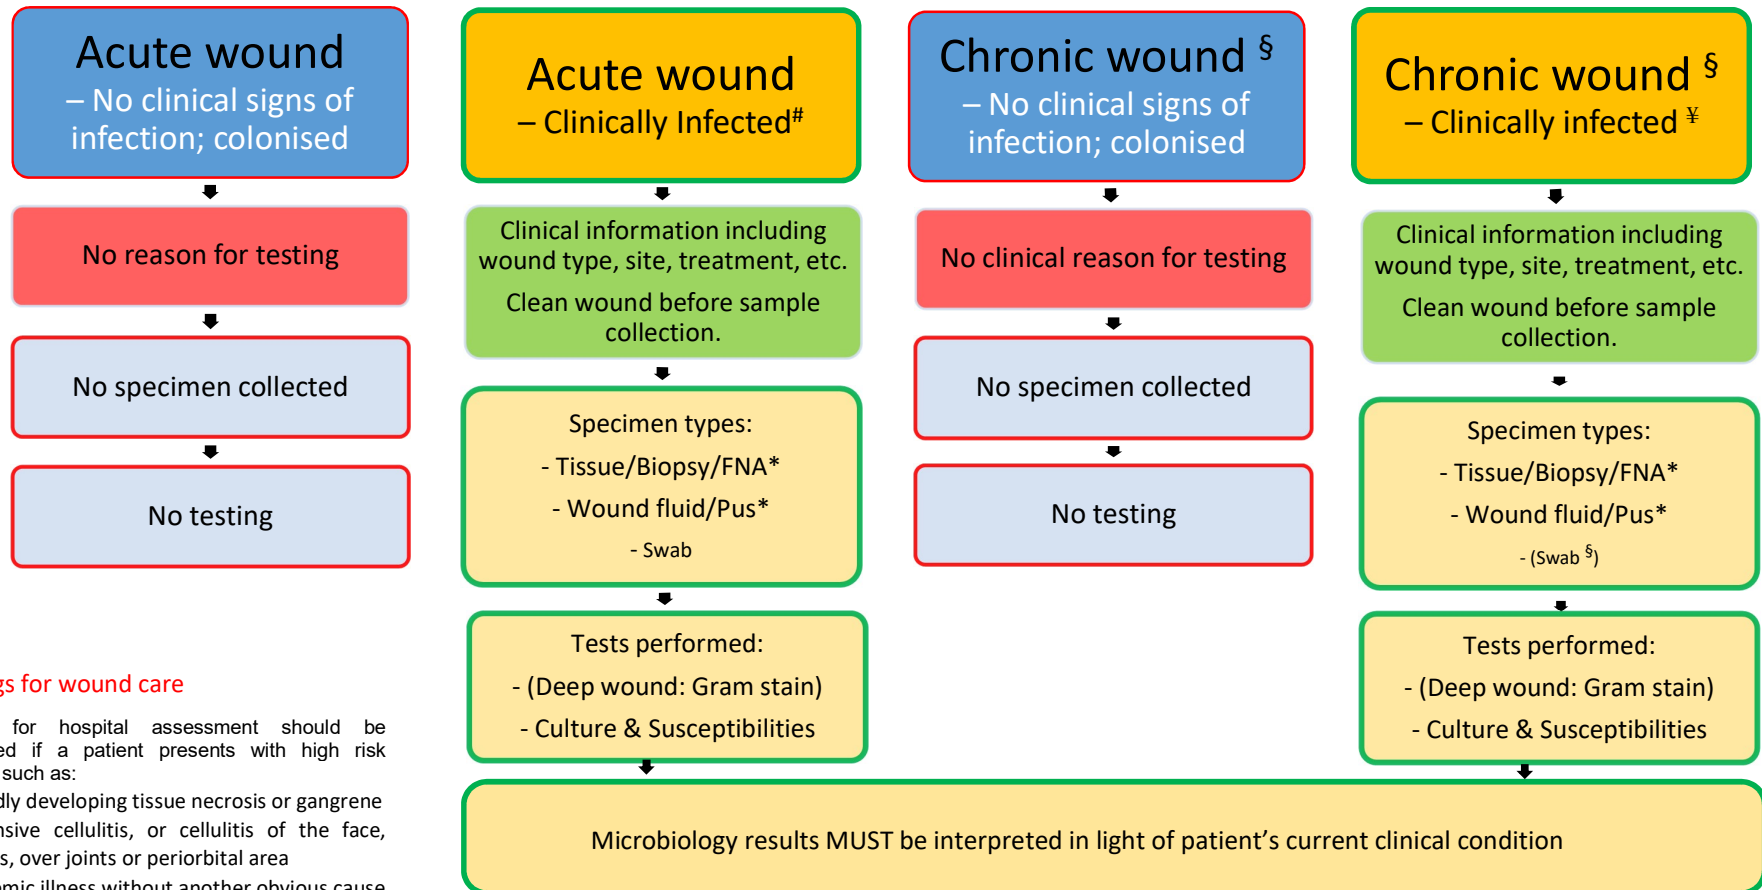 Acute wound
– No clinical signs of
infection; colonised
No reason for testing
No specimen collected
No testing
Acute wound
– Clinically Infected#
Clinical information including
wound type, site, treatment, etc.
Clean wound before sample
collection.
Specimen types:
- Tissue/Biopsy/FNA*
- Wound fluid/Pus*
- Swab
Tests performed:
- (Deep wound: Gram stain)
- Culture & Susceptibilities
Chronic wound §
– No clinical signs of
infection; colonised
No clinical reason for testing
No specimen collected
No testing
Chronic wound §
– Clinically infected ¥
Clinical information including
wound type, site, treatment, etc.
Clean wound before sample
collection.
Specimen types:
- Tissue/Biopsy/FNA*
- Wound fluid/Pus*
- (Swab §)
Tests performed:
- (Deep wound: Gram stain)
- Culture & Susceptibilities
Microbiology results MUST be interpreted in light of patient’s current clinical condition
for wound care
for hospital assessment should be
if a patient presents with high risk
such as:
developing tissue necrosis or gangrene
cellulitis, or cellulitis of the face,
over joints or periorbital area
illness without another obvious cause